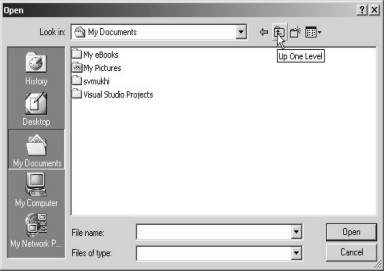 Open
Look in: My Documents
Up One Level
My eBooks
My Pictures
svmukhi
Visual Studio Projects
History
Desktop
My Documents
My Computer
My Network P...
File name:
Open
Files of type:
Cancel